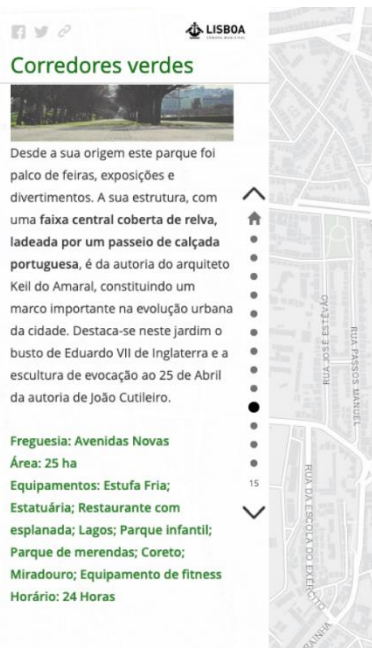 LISBOA
CÂMARA MUNICIPAL
Corredores verdes
Desde a sua origem este parque foi
palco de feiras, exposições e
divertimentos. A sua estrutura, com
uma faixa central coberta de relva,
ladeada por um passeio de calçada
portuguesa, é da autoria do arquiteto
Keil do Amaral, constituindo um
marco importante na evolução urbana
da cidade. Destaca-se neste jardim o
busto de Eduardo VII de Inglaterra e a
escultura de evocação ao 25 de Abril
da autoria de João Cutileiro.
Freguesia: Avenidas Novas
Área: 25 ha
Equipamentos: Estufa Fria;
Estatuária; Restaurante com
esplanada; Lagos; Parque infantil;
Parque de merendas; Coreto;
Miradouro; Equipamento de fitness
Horário: 24 Horas
15
RUA JOSÉ ESTÊVÃO
RUA PASSOS MANUEL
RUA DA ESCOLA DO EXÉRCITO
RAINHA